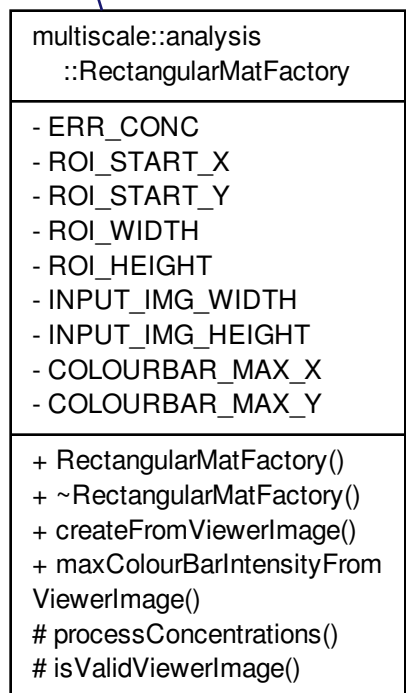 multiscale::analysis
::RectangularMatFactory
- ERR_CONC
- ROI_START_X
- ROI_START_Y
- ROI_WIDTH
- ROI_HEIGHT
- INPUT_IMG_WIDTH
- INPUT_IMG_HEIGHT
- COLOURBAR_MAX_X
- COLOURBAR_MAX_Y
+ RectangularMatFactory()
+ ~RectangularMatFactory()
+ createFromViewerImage()
+ maxColourBarIntensityFrom
ViewerImage()
# processConcentrations()
# isValidViewerImage()